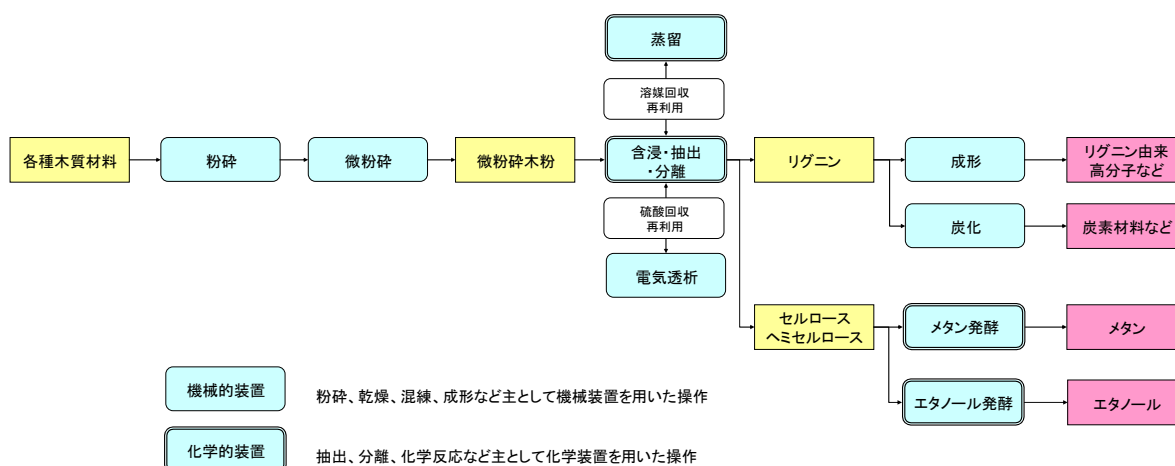 蒸留
溶媒回収
再利用
各種木質材料
粉砕
微粉砕
微粉砕木粉
含浸・抽出
・分離
リグニン
成形
リグニン由来
高分子など
硫酸回収
再利用
炭化
炭素材料など
電気透析
セルロース
ヘミセルロース
メタン発酵
メタン
エタノール発酵
エタノール
機械的装置
粉砕、乾燥、混練、成形など主として機械装置を用いた操作
化学的装置
抽出、分離、化学反応など主として化学装置を用いた操作